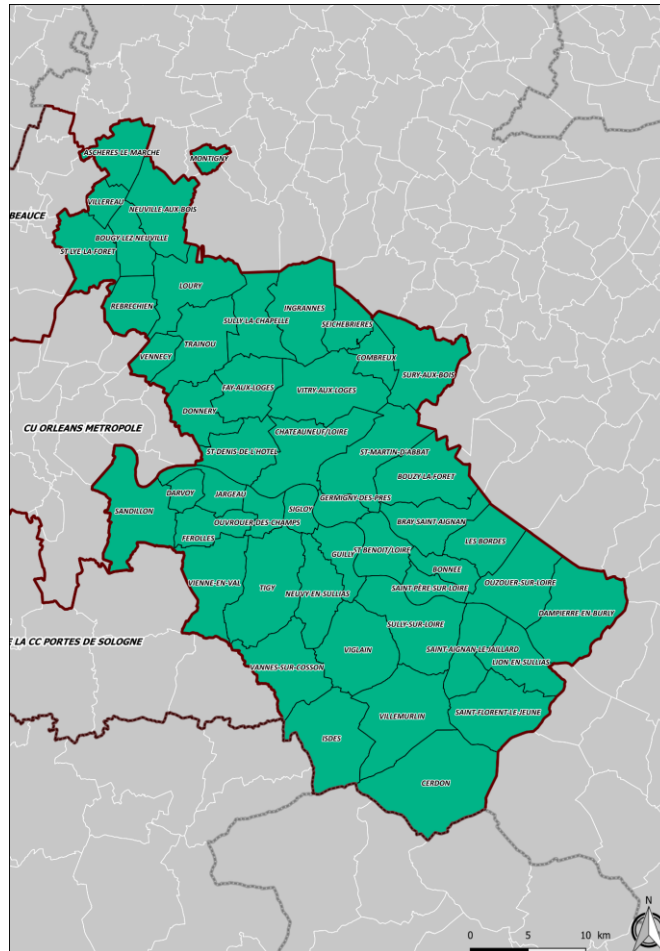 ASCHERES-LE-MARCHE
MONTIGNY
VILLEREAU
NEUVILLE-AUX-BOIS
BEAUCE
BOUGY-LEZ-NEUVILLE
ST-LYE LA FORET
LOURY
REBRECHIEN
INGRANNES
SULLY LA CHAPELLE
SEICHEBRIERES
TRAINOU
VENNECY
COMBREUX
SURY-AUX-BOIS
FAY-AUX-LOGES
VITRY-AUX-LOGES
DONNERY
CU ORLEANS METROPOLE
CHATEAUNEUF/LOIRE
ST-DENIS DE L'HOTEL
ST-MARTIN-D'ABBAT
BOUZY LA FORET
DARVOY
JARGEAU
GERMIGNY-DES-PRES
SANDILLON
SIGLOY
OUVROUER-DES-CHAMPS
BRAY-SAINT-AIGNAN
FEROLLES
LES BORDES
GUILLY
ST BENOIT/LOIRE
BONNEE
VIENNE-EN-VAL
TIGY
NEUVY-EN-SULLIAS
SAINT-PÈRE-SUR-LOIRE
OUZOUER-SUR-LOIRE
DAMPIERRE-EN-BURLY
SULLY-SUR-LOIRE
E LA CC PORTES DE SOLOGNE
VIGLAIN
SAINT-AIGNAN-LE-JAILLARD
LION-EN-SULLIAS
VANNES-SUR-COSSON
SAINT-FLORENT-LE-JEUNE
VILLEMURLIN
ISDES
CERDON
N
0 5 10 km